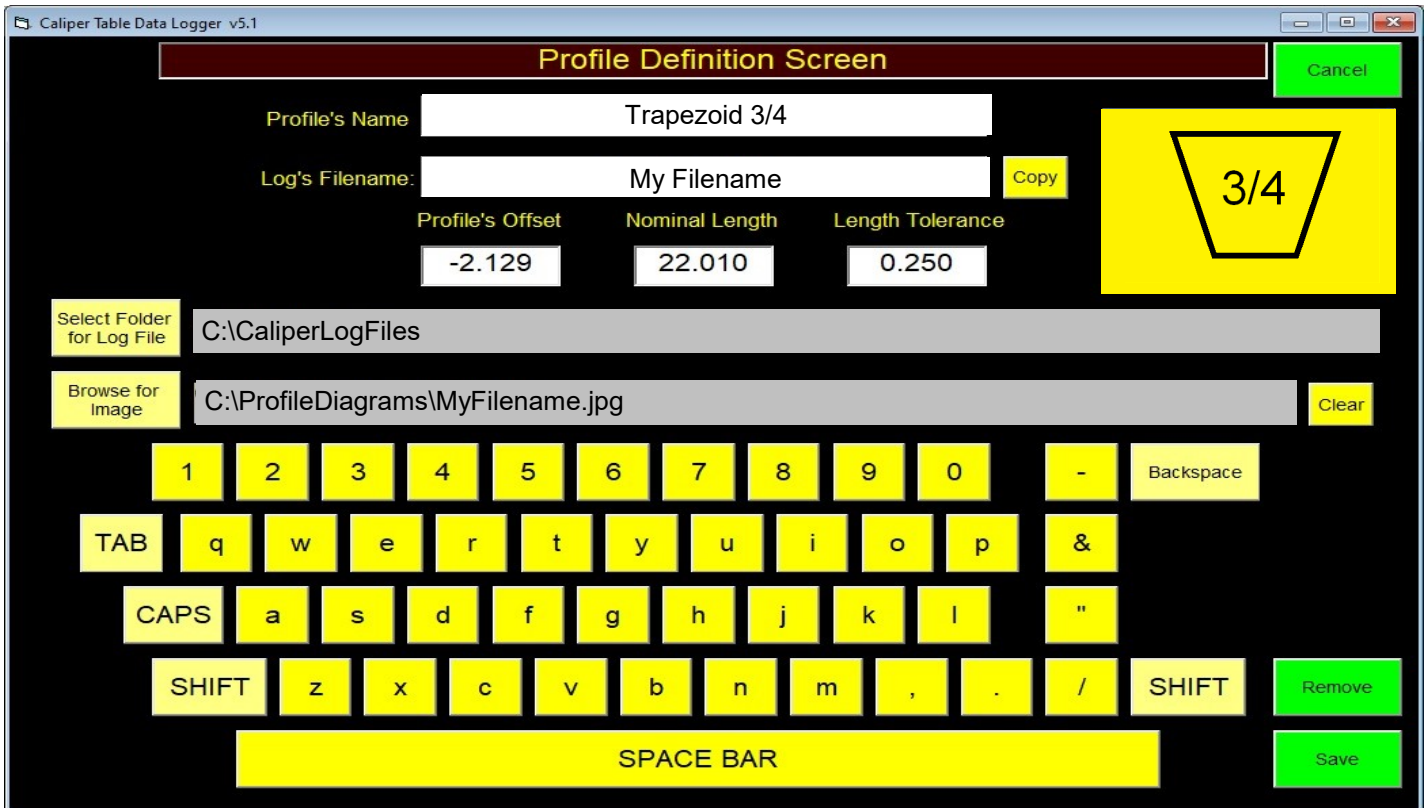 Caliper Table Data Logger v5.1
Profile Definition Screen
Cancel
Profile's Name
Trapezoid 3/4
Log's Filename:
My Filename
Copy
3/4
Profile's Offset
Nominal Length
Length Tolerance
-2.129
22.010
0.250
Select Folder
for Log File
C:\CaliperLogFiles
Browse for
Image
C:\ProfileDiagrams\MyFilename.jpg
Clear
1 2 3 4 5 6 7 8 9 0 - Backspace
TAB q w e r t y u i o p &
CAPS a s d f g h j k l "
SHIFT z x c v b n m , . / SHIFT
Remove
SPACE BAR
Save